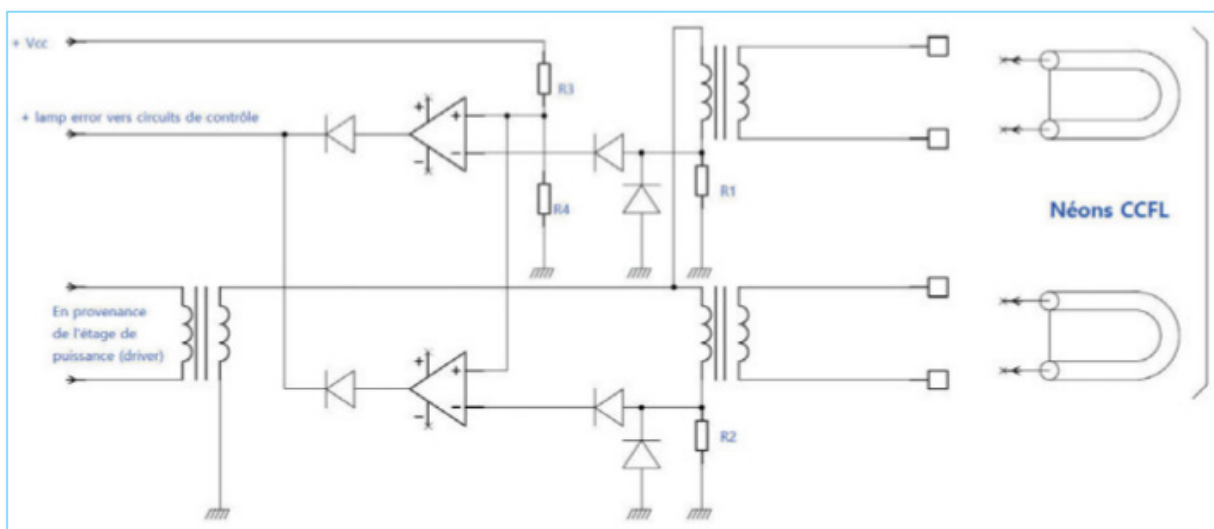 + Vcc
R3
+ lamp error vers circuits de contrôle
+
+
-
-
R4
R1
Néons CCFL
En provenance
de l'étage de
puissance (driver)
+
+
-
-
R2